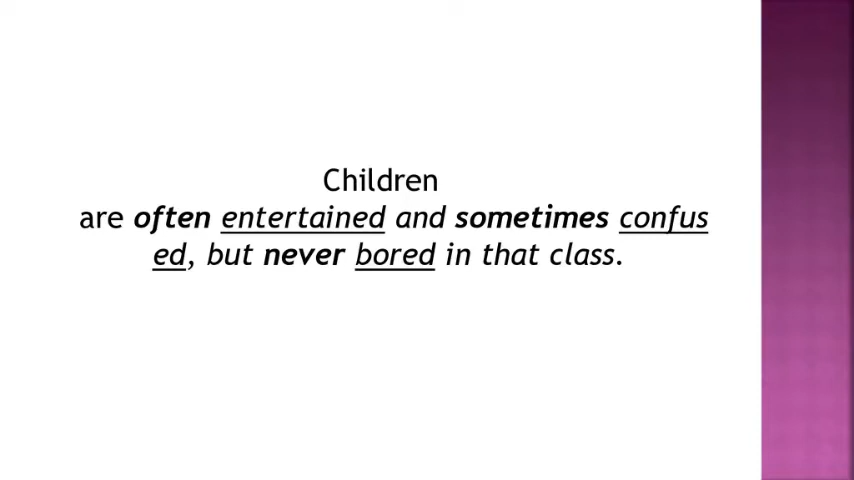 Children
are often entertained and sometimes confus
ed, but never bored in that class.